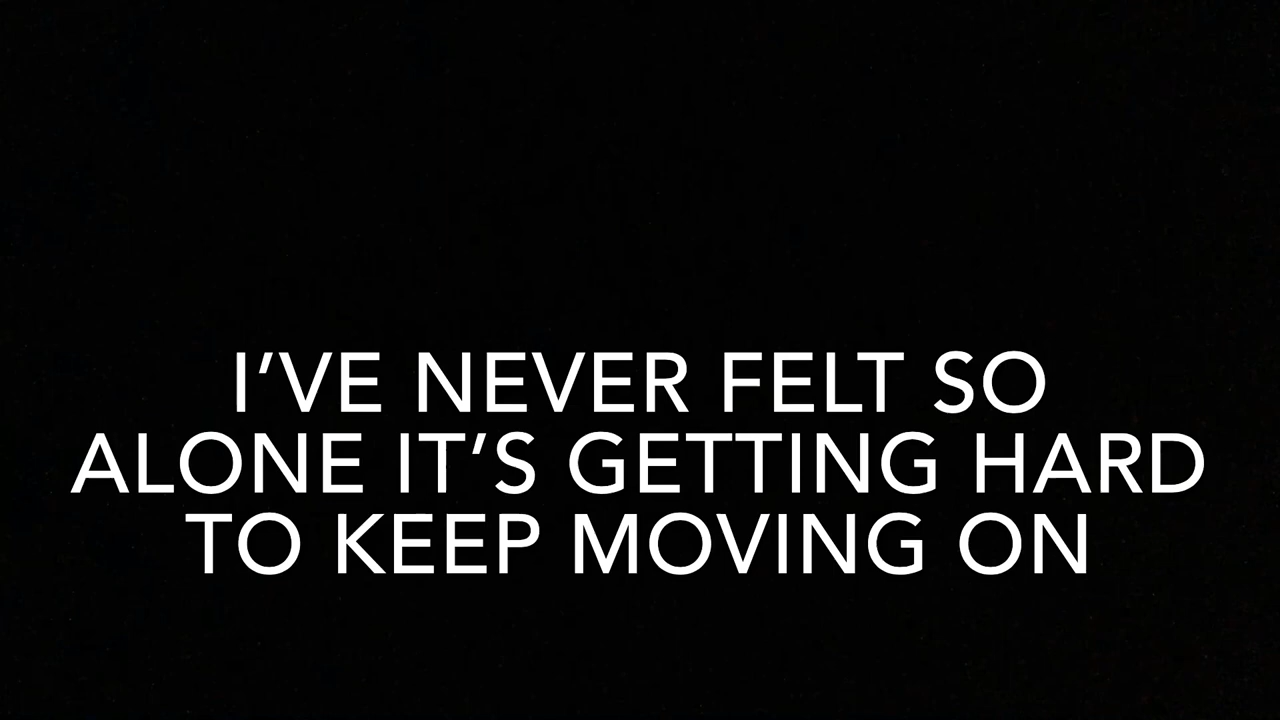 I’VE NEVER FELT SO
ALONE IT’S GETTING HARD
TO KEEP MOVING ON